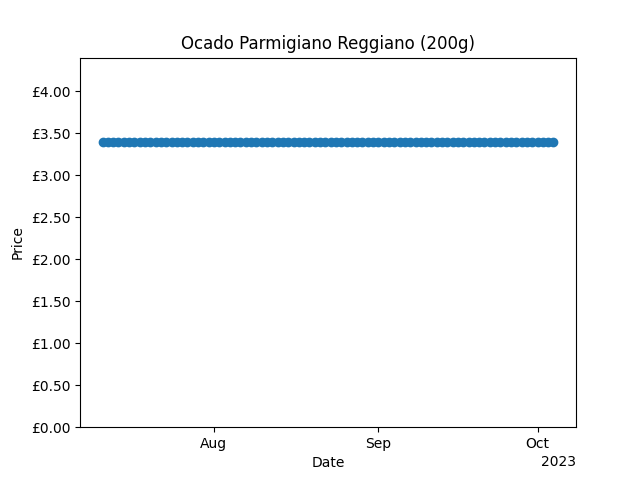 Ocado Parmigiano Reggiano (200g)
£4.00
£3.50
£3.00
£2.50
£2.00
£1.50
£1.00
£0.50
£0.00
Price
Aug
Sep
Oct
Date
2023